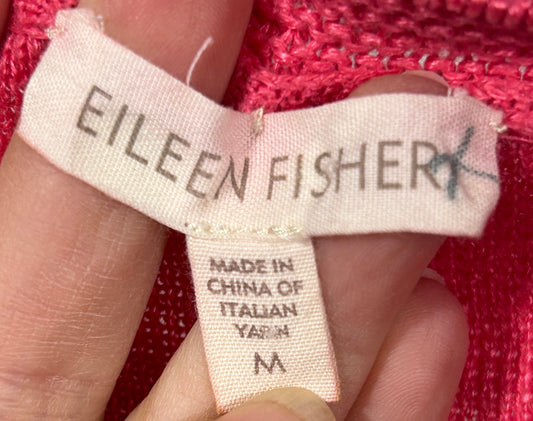 EILEEN FISHER
MADE IN
CHINA OF
ITALIAN
YARN
M